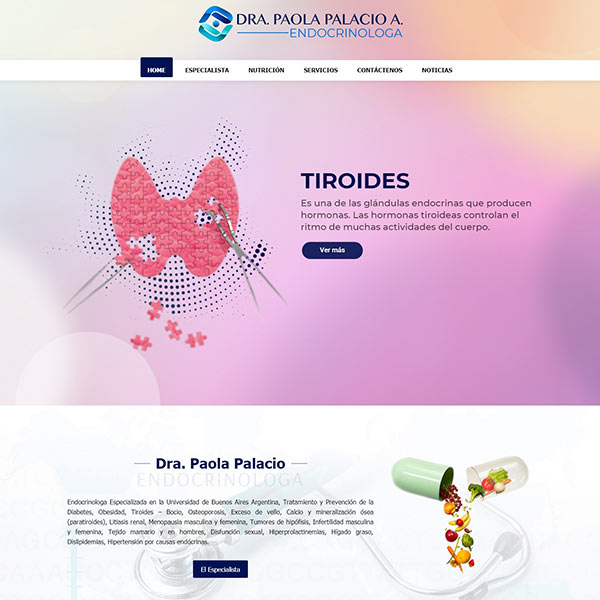 DRA. PAOLA PALACIO A.
ENDOCRINOLOGA
HOME ESPECIALISTA NUTRICIÓN SERVICIOS CONTÁCTENOS NOTICIAS
TIROIDES
Es una de las glándulas endocrinas que producen
hormonas. Las hormonas tiroideas controlan el
ritmo de muchas actividades del cuerpo.
Ver más
Dra. Paola Palacio
ENDOCRINOLOGA
Endocrinologa Especializada en la Universidad de Buenos Aires Argentina, Tratamiento y Prevención de la
Diabetes, Obesidad, Tiroides – Bocio, Osteoporosis, Exceso de vello, Calcio y mineralización ósea
(paratiroides), Litiasis renal, Menopausia masculina y femenina, Tumores de hipófisis, Infertilidad masculina
y femenina, Tejido mamario y en hombres, Disfunción sexual, Hiperprolactinemias, Hígado graso,
Dislipidemias, Hipertensión por causas endócrinas.
El Especialista